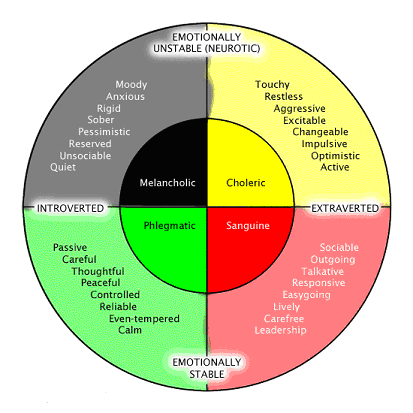 EMOTIONALLY
UNSTABLE (NEUROTIC)
Moody
Anxious
Rigid
Sober
Pessimistic
Reserved
Unsociable
Quiet
Touchy
Restless
Aggressive
Excitable
Changeable
Impulsive
Optimistic
Active
Melancholic
Choleric
INTROVERTED
EXTRAVERTED
Phlegmatic
Sanguine
Passive
Careful
Thoughtful
Peaceful
Controlled
Reliable
Even-tempered
Calm
Sociable
Outgoing
Talkative
Responsive
Easygoing
Lively
Carefree
Leadership
EMOTIONALLY
STABLE